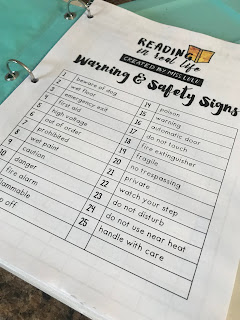 READING
in real life
CREATED BY MISS LULU
Warning & Safety Signs
1 beware of dog
2 wet floor
3 emergency exit
4 first aid
5 high voltage
6 out of order
7 prohibited
8 wet paint
9 caution
10 danger
fire alarm
lammable
p off
14 poison
15 warning
16 automatic door
17 do not touch
18 fire extinguisher
19 fragile
20 no trespassing
21 private
22 watch your step
23 do not disturb
24 do not use near heat
25 handle with care